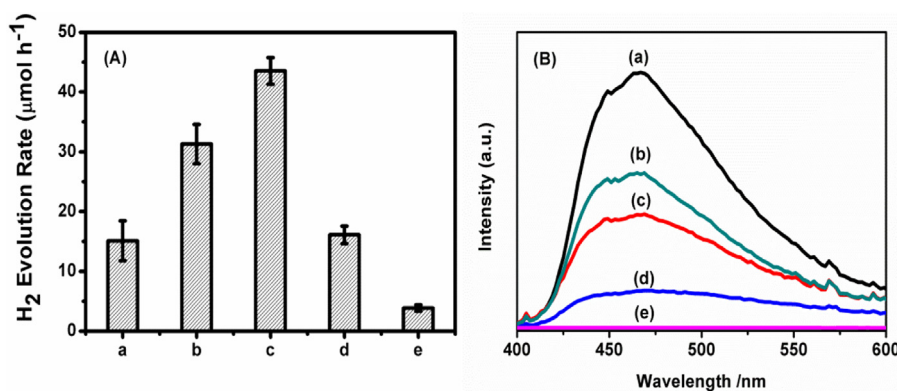 (A)
H2 Evolution Rate (μmol h-1)
50
40
30
20
10
0
a b c d e
(B)
(a)
(b)
(c)
(d)
(e)
Intensity (a.u.)
400 450 500 550 600
Wavelength /nm